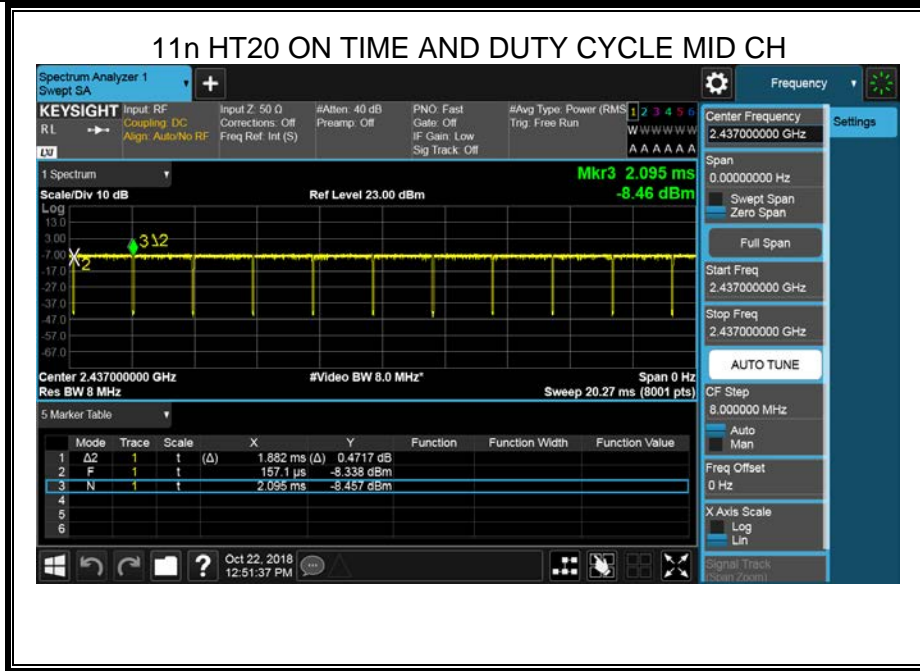 11n HT20 ON TIME AND DUTY CYCLE MID CH
Spectrum Analyzer 1
Swept SA
+
Frequency
KEYSIGHT
RL
LXI
Input: RF
Coupling: DC
Align: Auto/No RF
Input Z: 50 Ω
Corrections: Off
Freq Ref: Int (S)
#Atten: 40 dB
Preamp: Off
PNO: Fast
Gate: Off
IF Gain: Low
Sig Track: Off
#Avg Type: Power (RMS
Trig: Free Run
1 2 3 4 5 6
W W W W W W
A A A A A A
1 Spectrum
Scale/Div 10 dB
Ref Level 23.00 dBm
Mkr3 2.095 ms
-8.46 dBm
Log
13.0
3.00
-7.00
-17.0
-27.0
-37.0
-47.0
-57.0
-67.0
X2
3Δ2
Center 2.437000000 GHz
#Video BW 8.0 MHz*
Span 0 Hz
Res BW 8 MHz
Sweep 20.27 ms (8001 pts)
5 Marker Table
Mode Trace Scale X Y Function Function Width Function Value
1 Δ2 1 t (Δ) 1.882 ms (Δ) 0.4717 dB
2 F 1 t 157.1 µs -8.338 dBm
3 N 1 t 2.095 ms -8.457 dBm
4
5
6
?
Oct 22, 2018
12:51:37 PM
Center Frequency
2.437000000 GHz
Settings
Span
0.00000000 Hz
Swept Span
Zero Span
Full Span
Start Freq
2.437000000 GHz
Stop Freq
2.437000000 GHz
AUTO TUNE
CF Step
8.000000 MHz
Auto
Man
Freq Offset
0 Hz
X Axis Scale
Log
Lin
Signal Track
(Span Zoom)